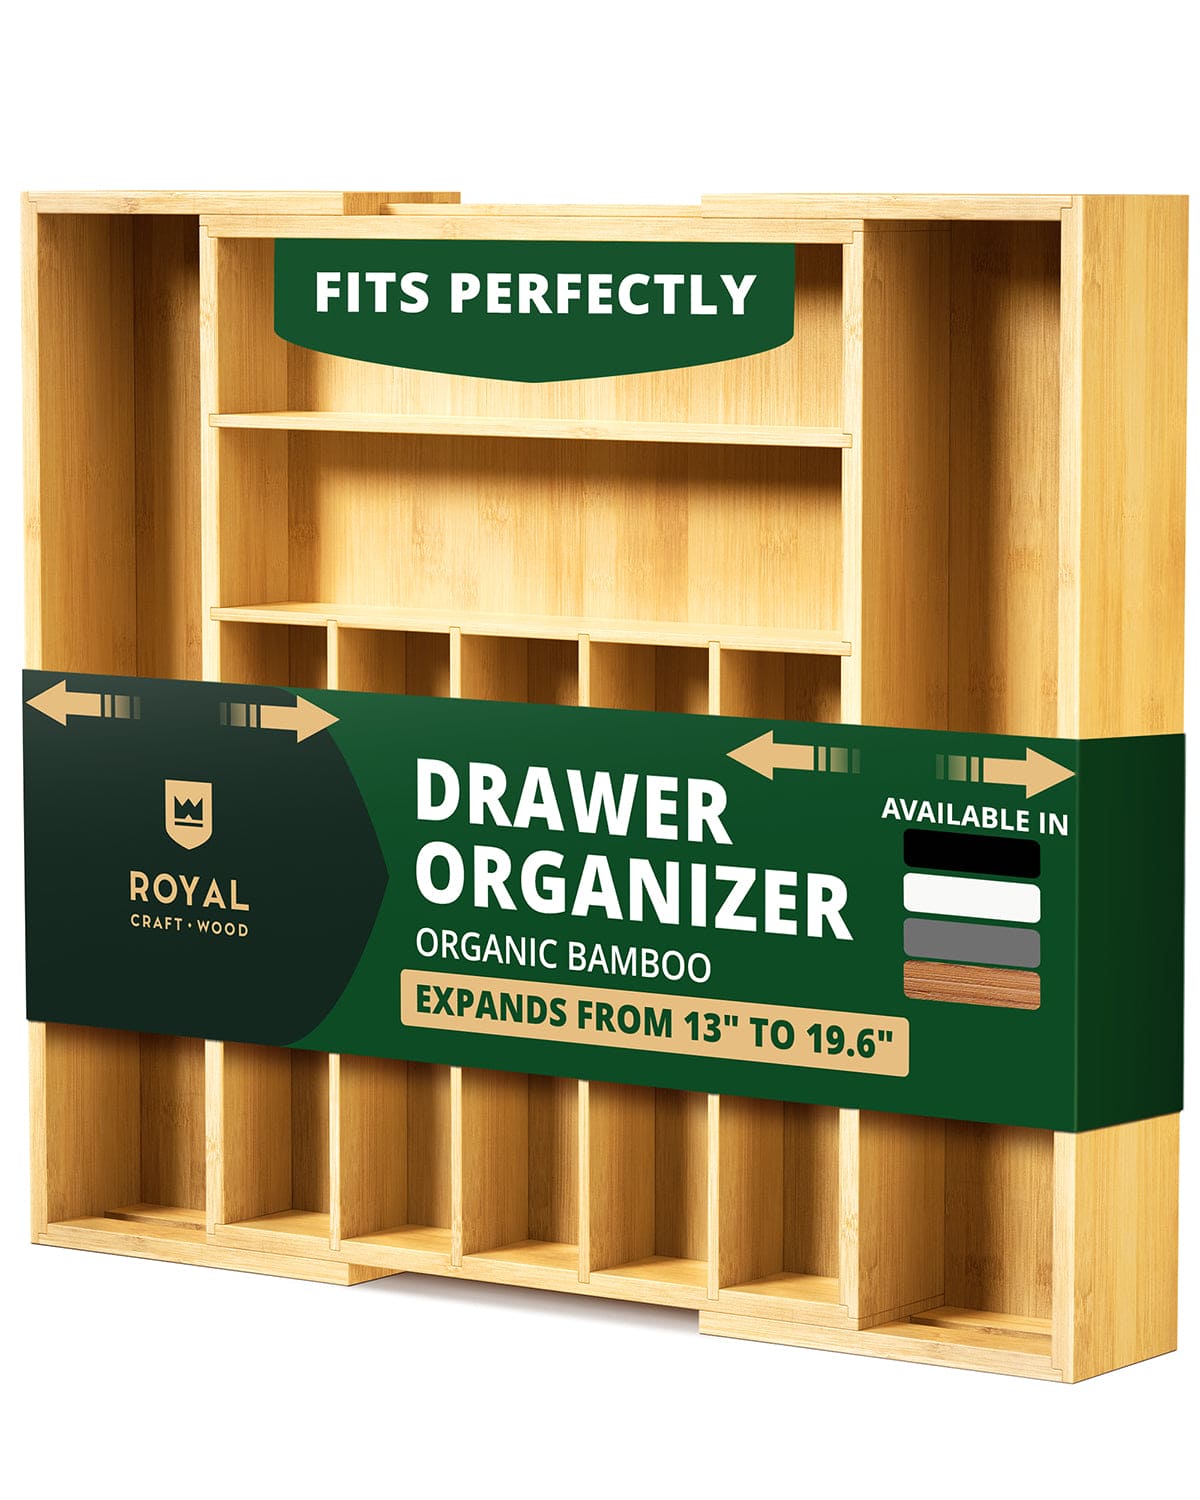 FITS PERFECTLY
ROYAL
CRAFT • WOOD
DRAWER
ORGANIZER
ORGANIC BAMBOO
EXPANDS FROM 13" TO 19.6"
AVAILABLE IN